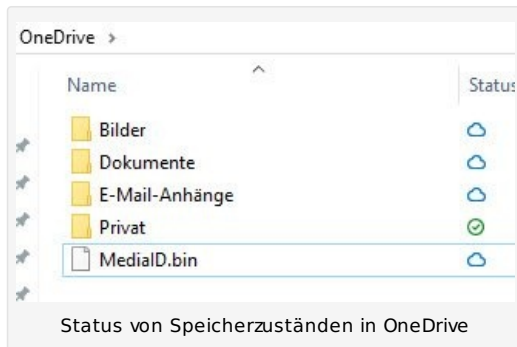 OneDrive >
Name Status
Bilder
Dokumente
E-Mail-Anhänge
Privat
MediaID.bin
Status von Speicherzuständen in OneDrive